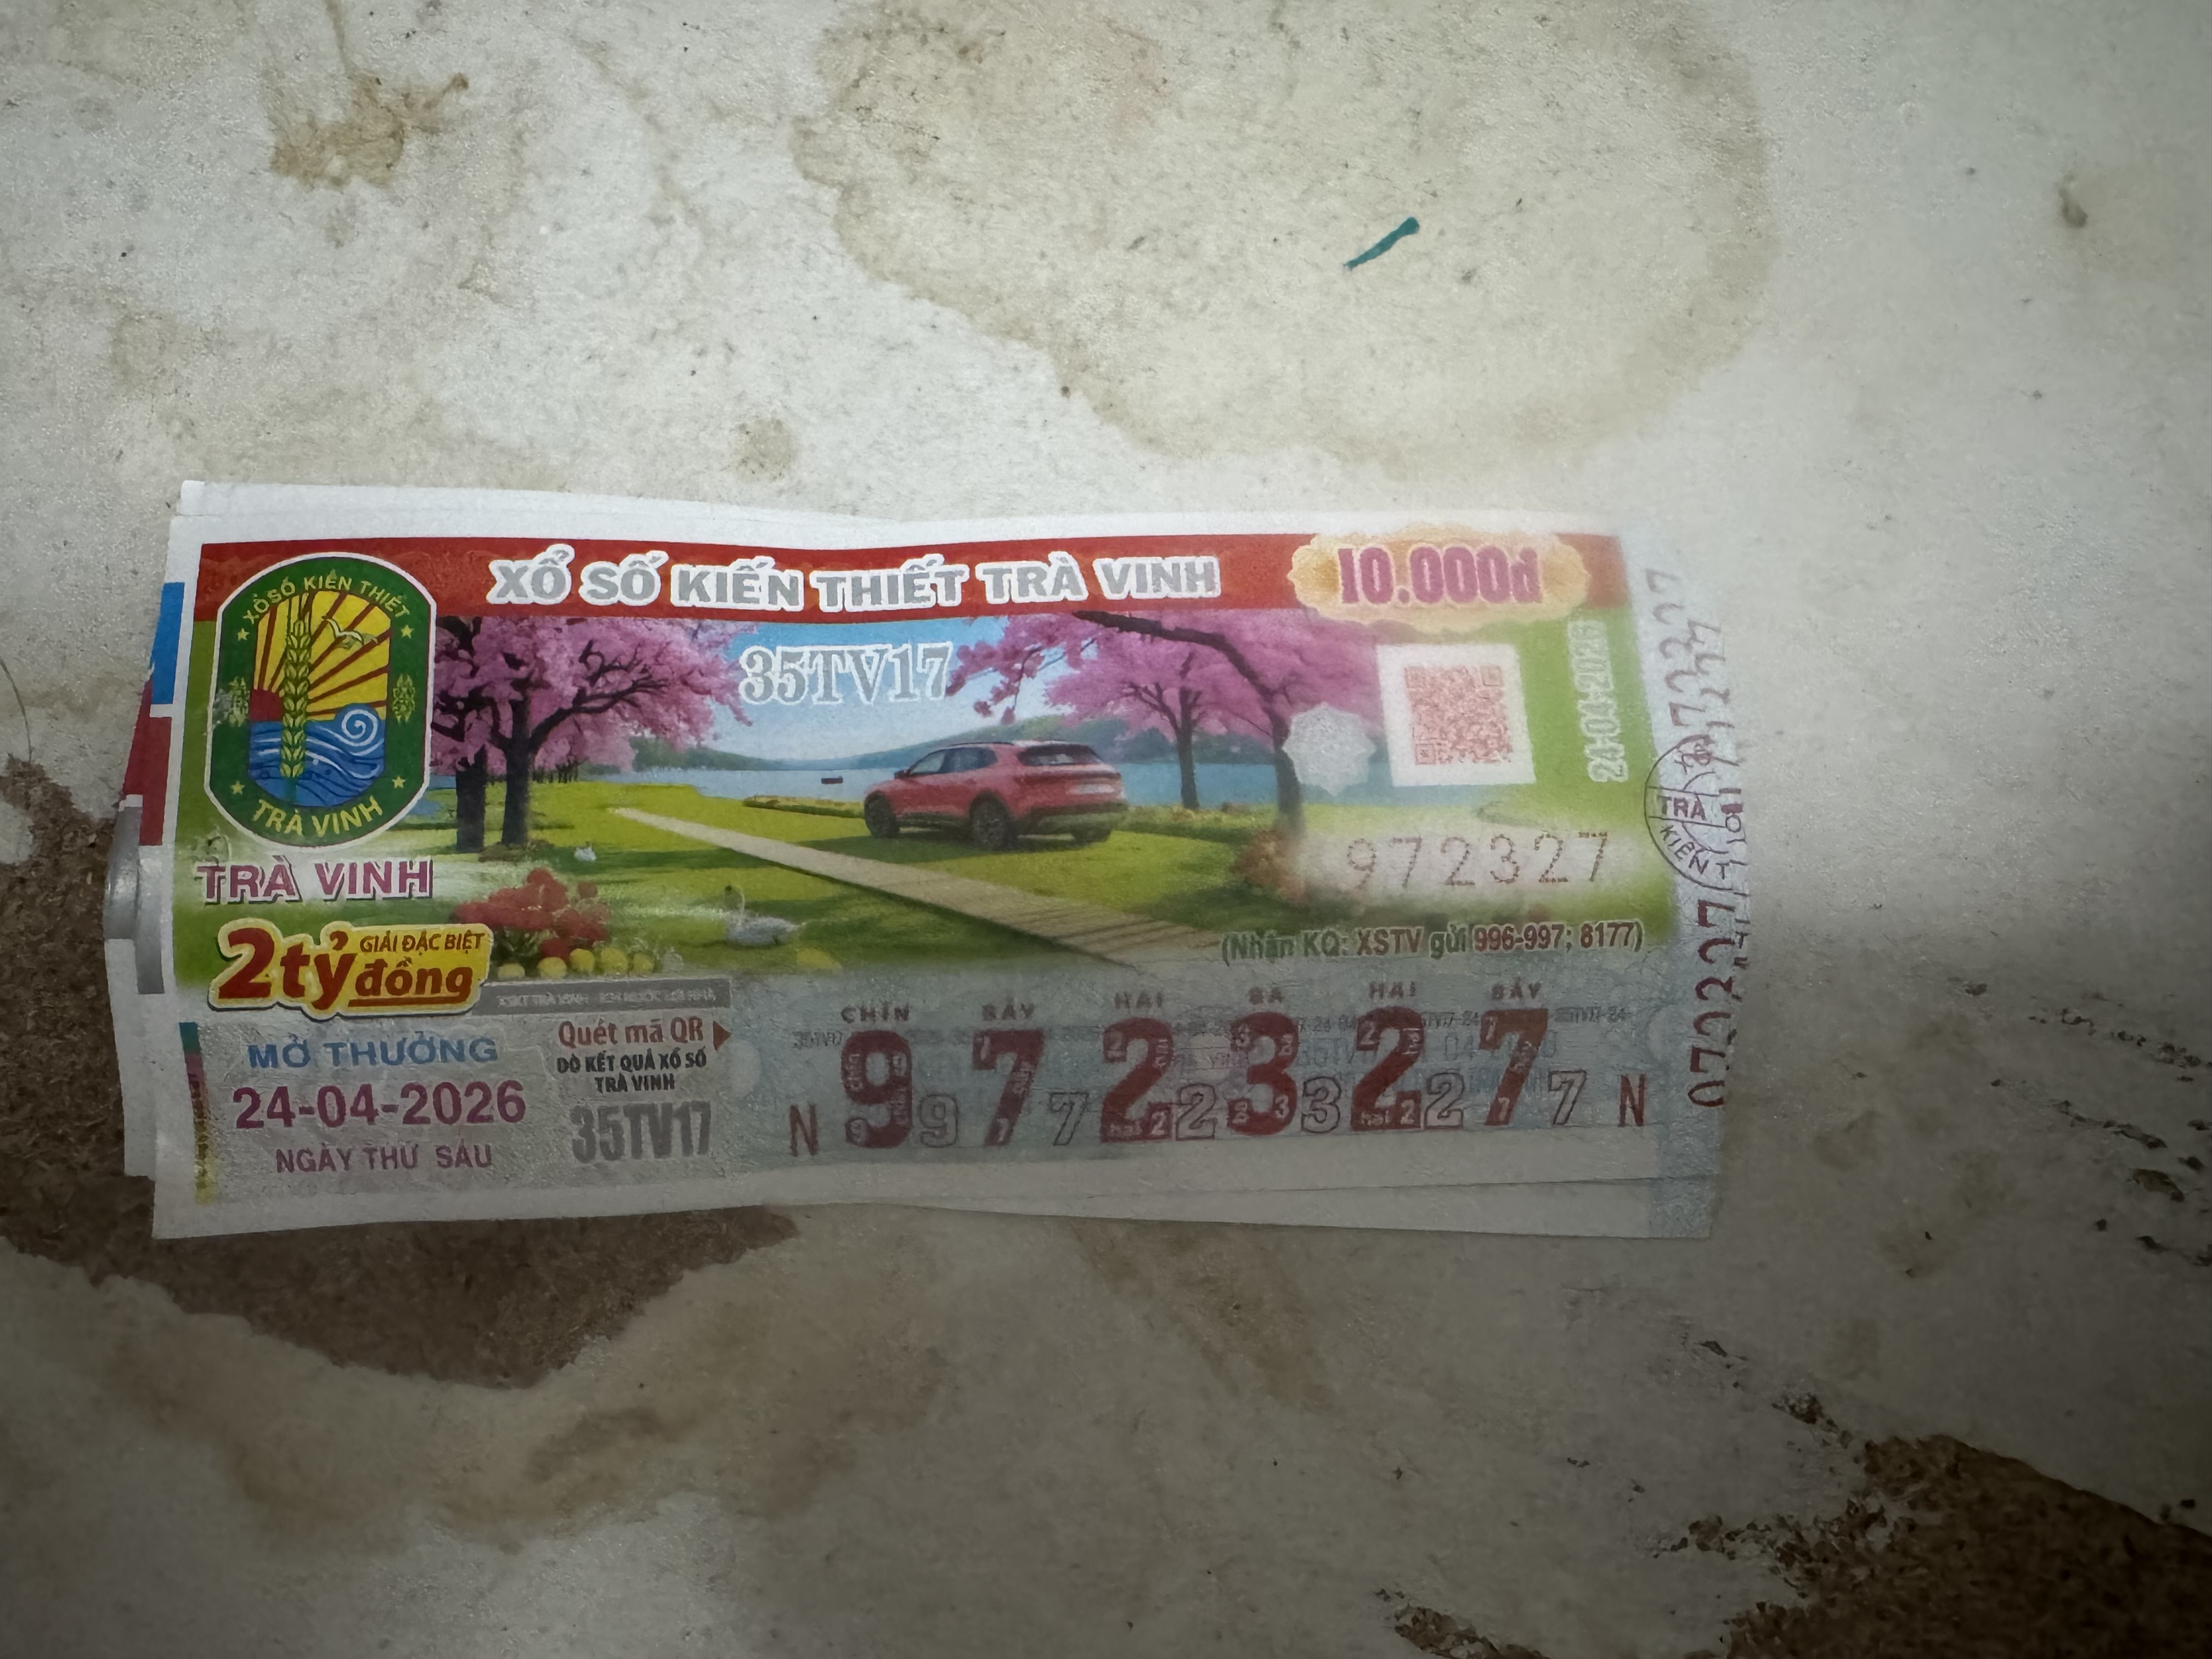 XỔ SỐ KIẾN THIẾT TRÀ VINH
10.000đ
XỔ SỐ KIẾN THIẾT
TRÀ VINH
35TV17
24-04-2026
TRÀ VINH
972327
2 tỷ đồng
GIẢI ĐẶC BIỆT
(Nhận KQ: XSTV gửi 996-997; 8177)
MỞ THƯỞNG
24-04-2026
NGÀY THỨ SÁU
Quét mã QR
DÒ KẾT QUẢ XỔ SỐ
TRÀ VINH
35TV17
CHÍN BẢY HAI BA HAI BẢY
N 9 9 7 7 2 2 3 3 2 2 7 7 N
TRÀ
KIẾN